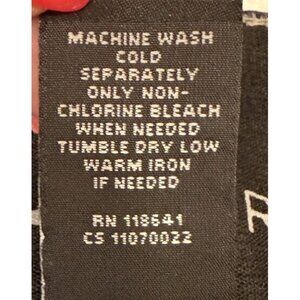 MACHINE WASH
COLD
SEPARATELY
ONLY NON-
CHLORINE BLEACH
WHEN NEEDED
TUMBLE DRY LOW
WARM IRON
IF NEEDED
RN 118641
CS 11070022